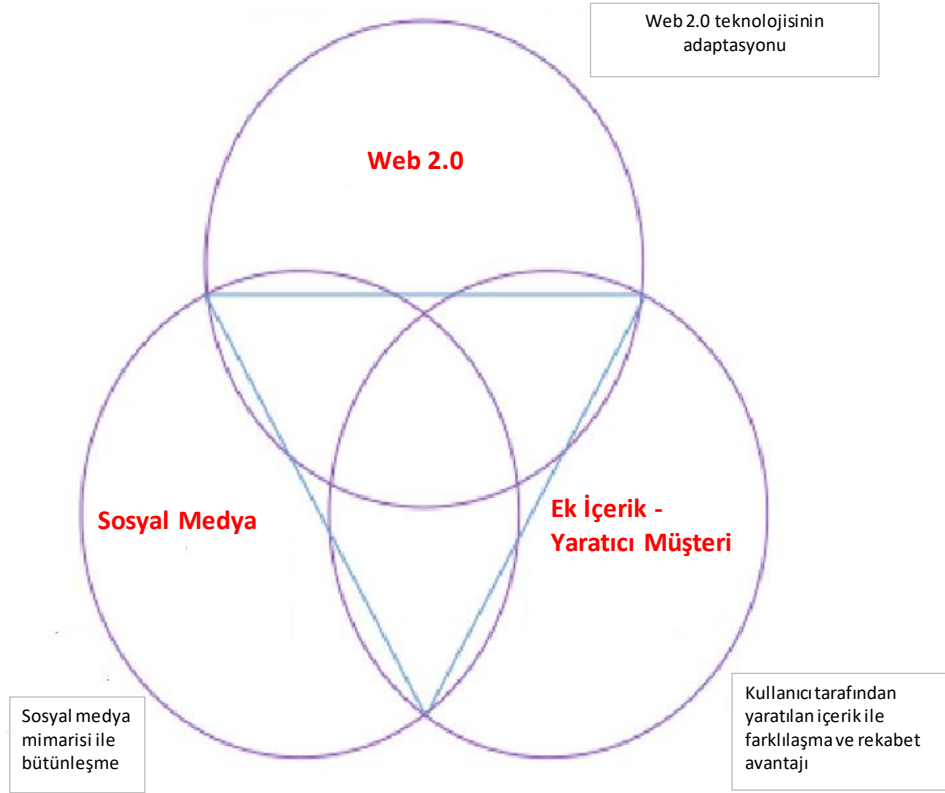 Web 2.0 teknolojisinin
adaptasyonu
Web 2.0
Sosyal Medya
Ek İçerik -
Yaratıcı Müşteri
Sosyal medya
mimarisi ile
bütünleşme
Kullanıcı tarafından
yaratılan içerik ile
farklılaşma ve rekabet
avantajı